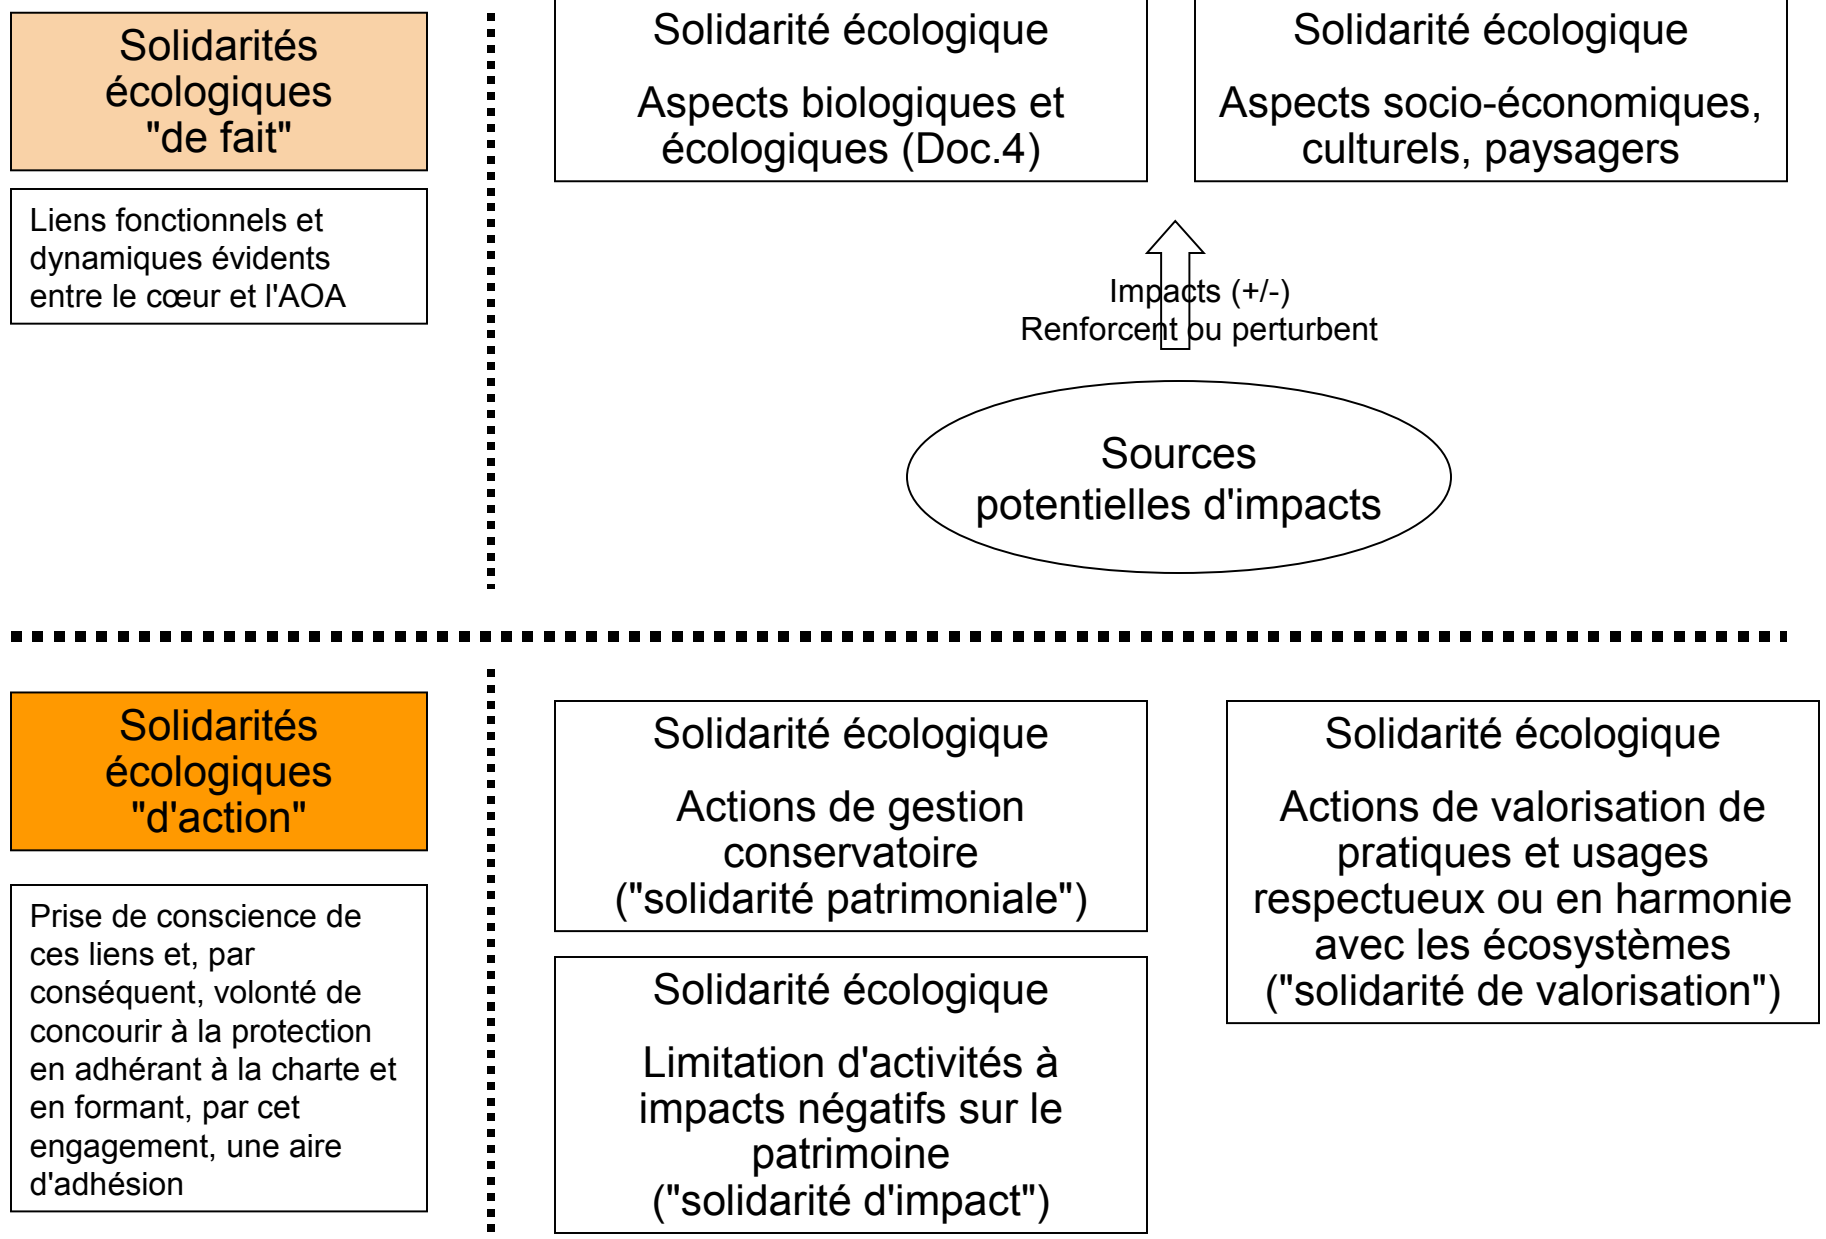 Solidarités
écologiques
"de fait"
Liens fonctionnels et
dynamiques évidents
entre le cœur et l'AOA
Solidarité écologique
Aspects biologiques et
écologiques (Doc.4)
Solidarité écologique
Aspects socio-économiques,
culturels, paysagers
Impacts (+/-)
Renforcent ou perturbent
Sources
potentielles d'impacts
Solidarités
écologiques
"d'action"
Prise de conscience de
ces liens et, par
conséquent, volonté de
concourir à la protection
en adhérant à la charte et
en formant, par cet
engagement, une aire
d'adhésion
Solidarité écologique
Actions de gestion
conservatoire
("solidarité patrimoniale")
Solidarité écologique
Limitation d'activités à
impacts négatifs sur le
patrimoine
("solidarité d'impact")
Solidarité écologique
Actions de valorisation de
pratiques et usages
respectueux ou en harmonie
avec les écosystèmes
("solidarité de valorisation")